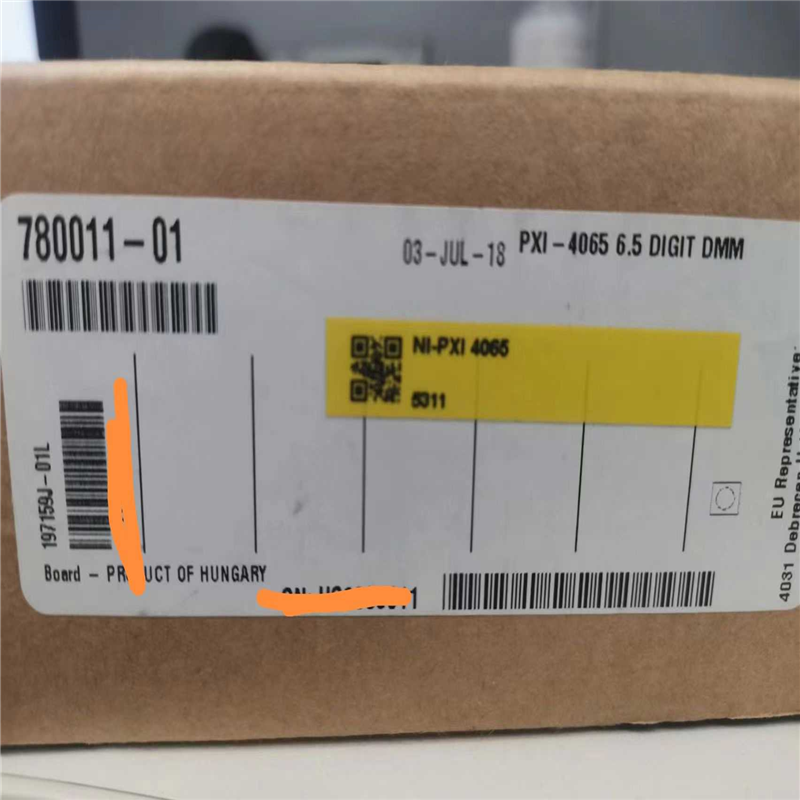 780011-01
03-JUL-18
PXI-4065 6.5 DIGIT DMM
NI-PXI 4065
5311
197159J-01L
Board - PR UCT OF HUNGARY
EU Representative:
4031 Debrecen